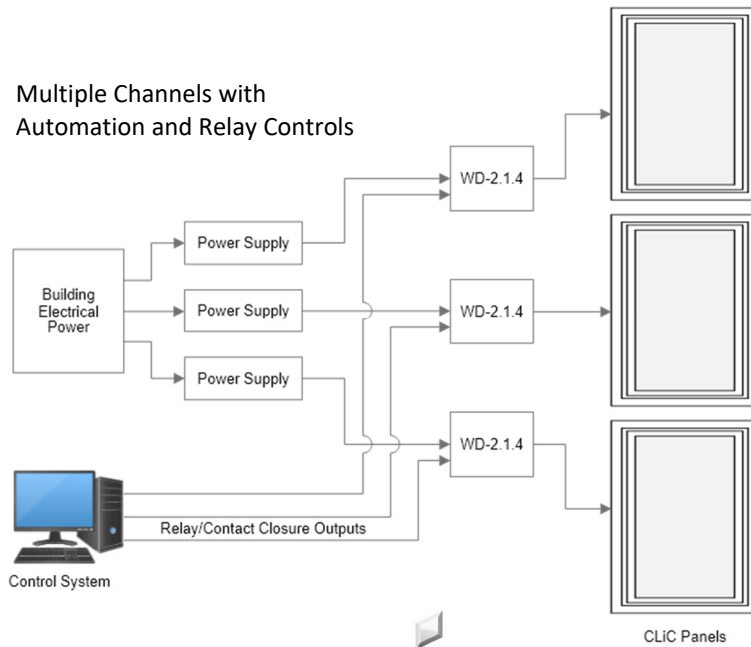 Multiple Channels with
Automation and Relay Controls
WD-2.1.4
Power Supply
Building
Electrical
Power
Power Supply
WD-2.1.4
Power Supply
WD-2.1.4
Relay/Contact Closure Outputs
Control System
CLiC Panels